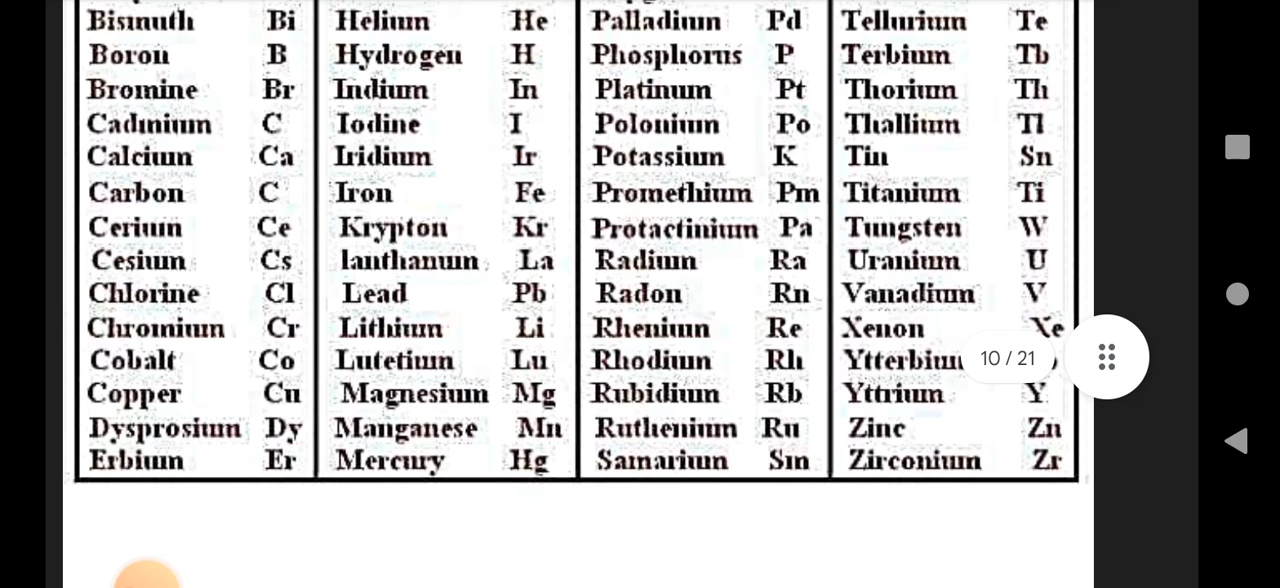 Bismuth Bi Helium He Palladium Pd Tellurium Te
Boron B Hydrogen H Phosphorus P Terbium Tb
Bromine Br Indium In Platinum Pt Thorium Th
Cadmium C Iodine I Polonium Po Thallium Tl
Calcium Ca Iridium Ir Potassium K Tin Sn
Carbon C Iron Fe Promethium Pm Titanium Ti
Cerium Ce Krypton Kr Protactinium Pa Tungsten W
Cesium Cs lanthanum La Radium Ra Uranium U
Chlorine Cl Lead Pb Radon Rn Vanadium V
Chromium Cr Lithium Li Rhenium Re Xenon Xe
Cobalt Co Lutetium Lu Rhodium Rh 10 / 21
Copper Cu Magnesium Mg Rubidium Rb Yttrium Y
Dysprosium Dy Manganese Mn Ruthenium Ru Zinc Zn
Erbium Er Mercury Hg Samarium Sm Zirconium Zr